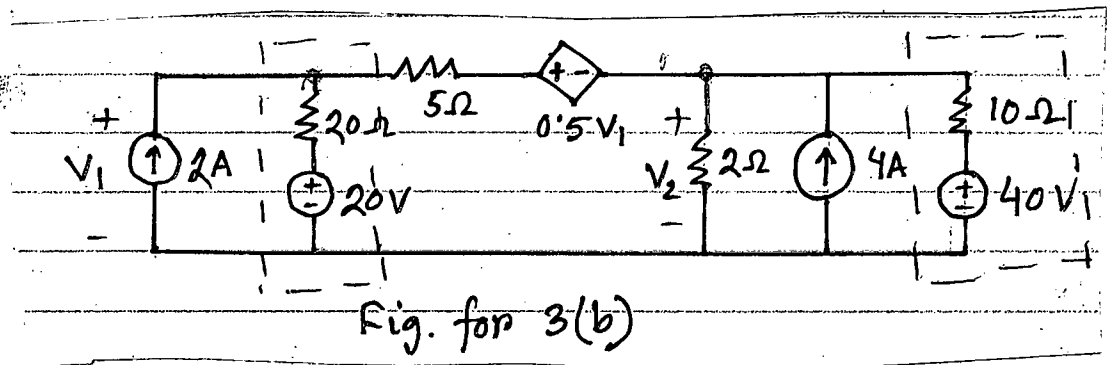 + - + -
5Ω 0.5V₁
20Ω + 10Ω
V₁ 2A V₂ 2Ω 4A
+ - 20V + - 40V
- -
Fig. for 3(b)